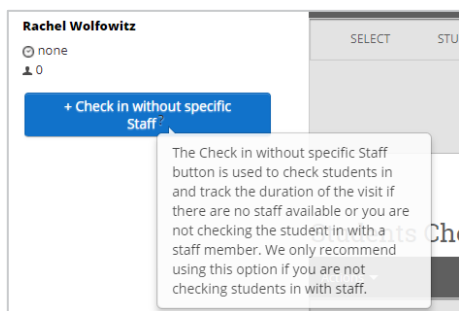 Rachel Wolfowitz
none
0
+ Check in without specific
Staff ?
SELECT
STU
The Check in without specific Staff
button is used to check students in
and track the duration of the visit if
there are no staff available or you are
not checking the student in with a
staff member. We only recommend
using this option if you are not
checking students in with staff.
Students Che